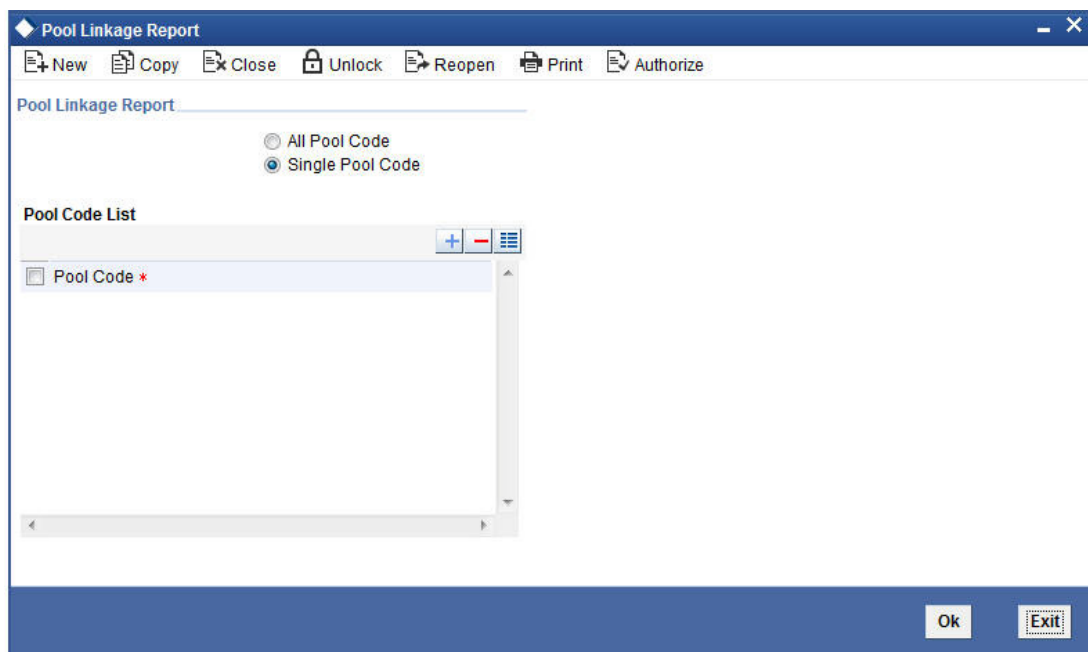 Pool Linkage Report
New Copy Close Unlock Reopen Print Authorize
Pool Linkage Report
All Pool Code
Single Pool Code
Pool Code List
Pool Code *
Ok Exit